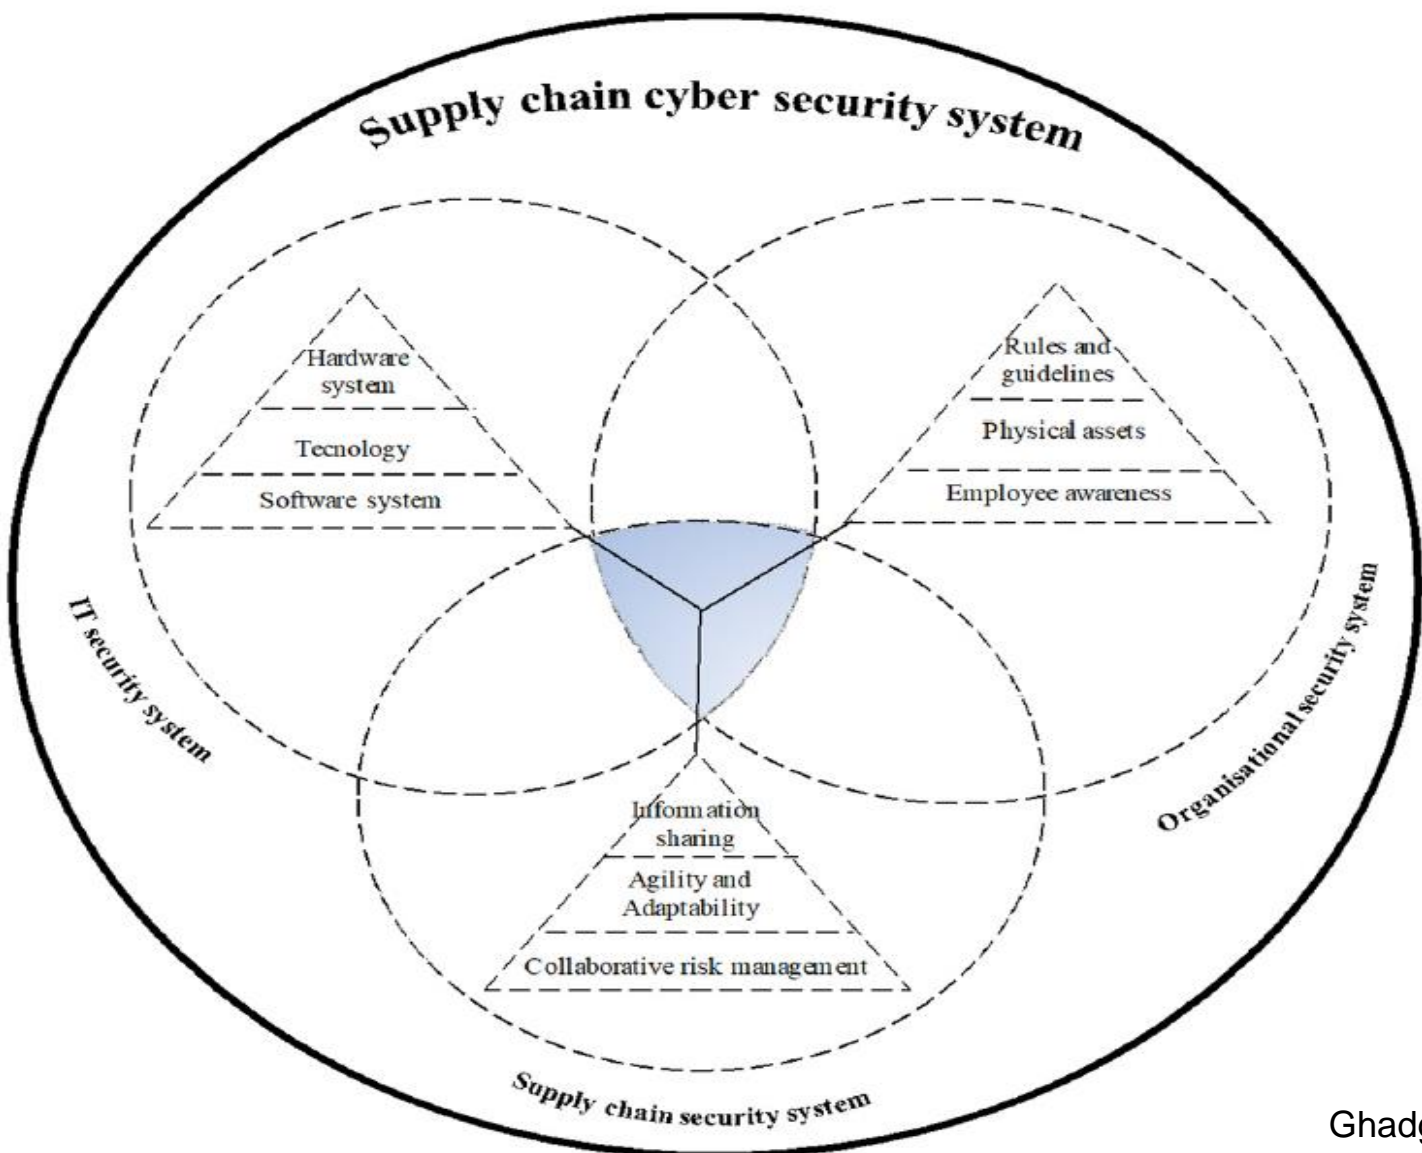 Supply chain cyber security system
Hardware
system
Tecnology
Software system
Rules and
guidelines
Physical assets
Employee awareness
IT security system
Organisational security system
Information
sharing
Agility and
Adaptability
Collaborative risk management
Supply chain security system
Ghadg